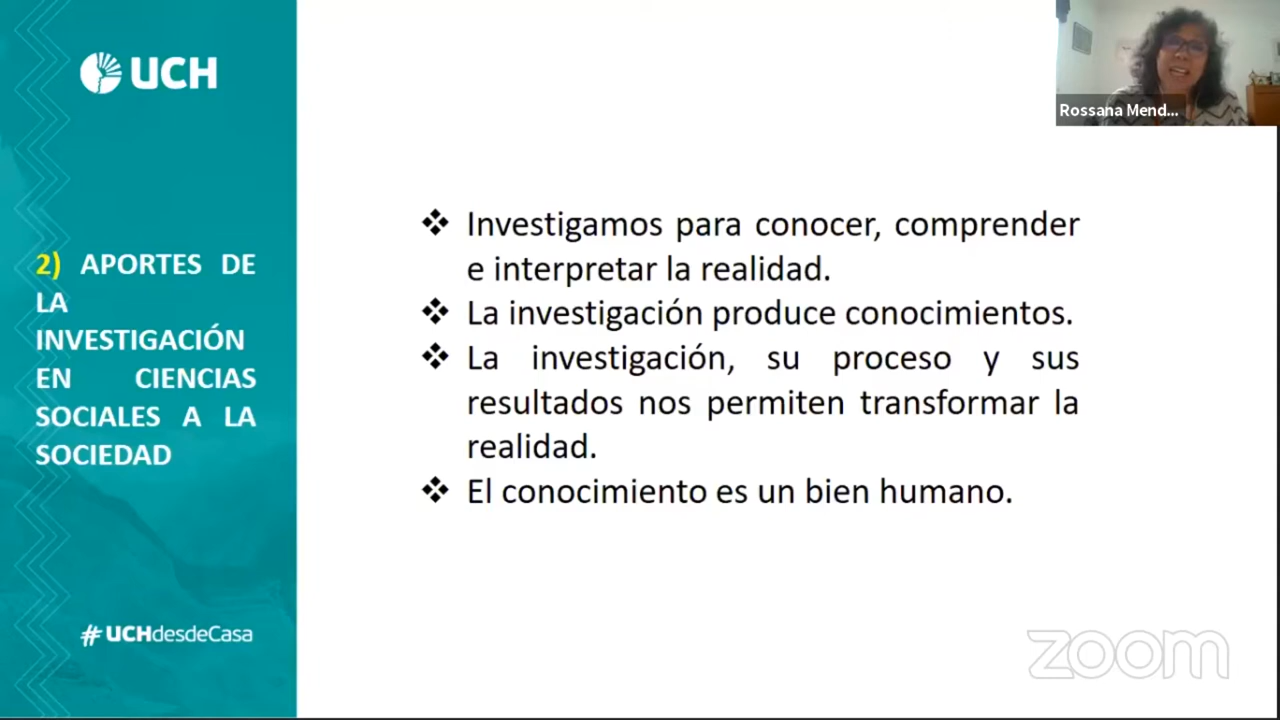 UCH
Rossana Mend...
2) APORTES DE
LA
INVESTIGACIÓN
EN CIENCIAS
SOCIALES A LA
SOCIEDAD
❖ Investigamos para conocer, comprender
e interpretar la realidad.
❖ La investigación produce conocimientos.
❖ La investigación, su proceso y sus
resultados nos permiten transformar la
realidad.
❖ El conocimiento es un bien humano.
#UCHdesdeCasa
zoom